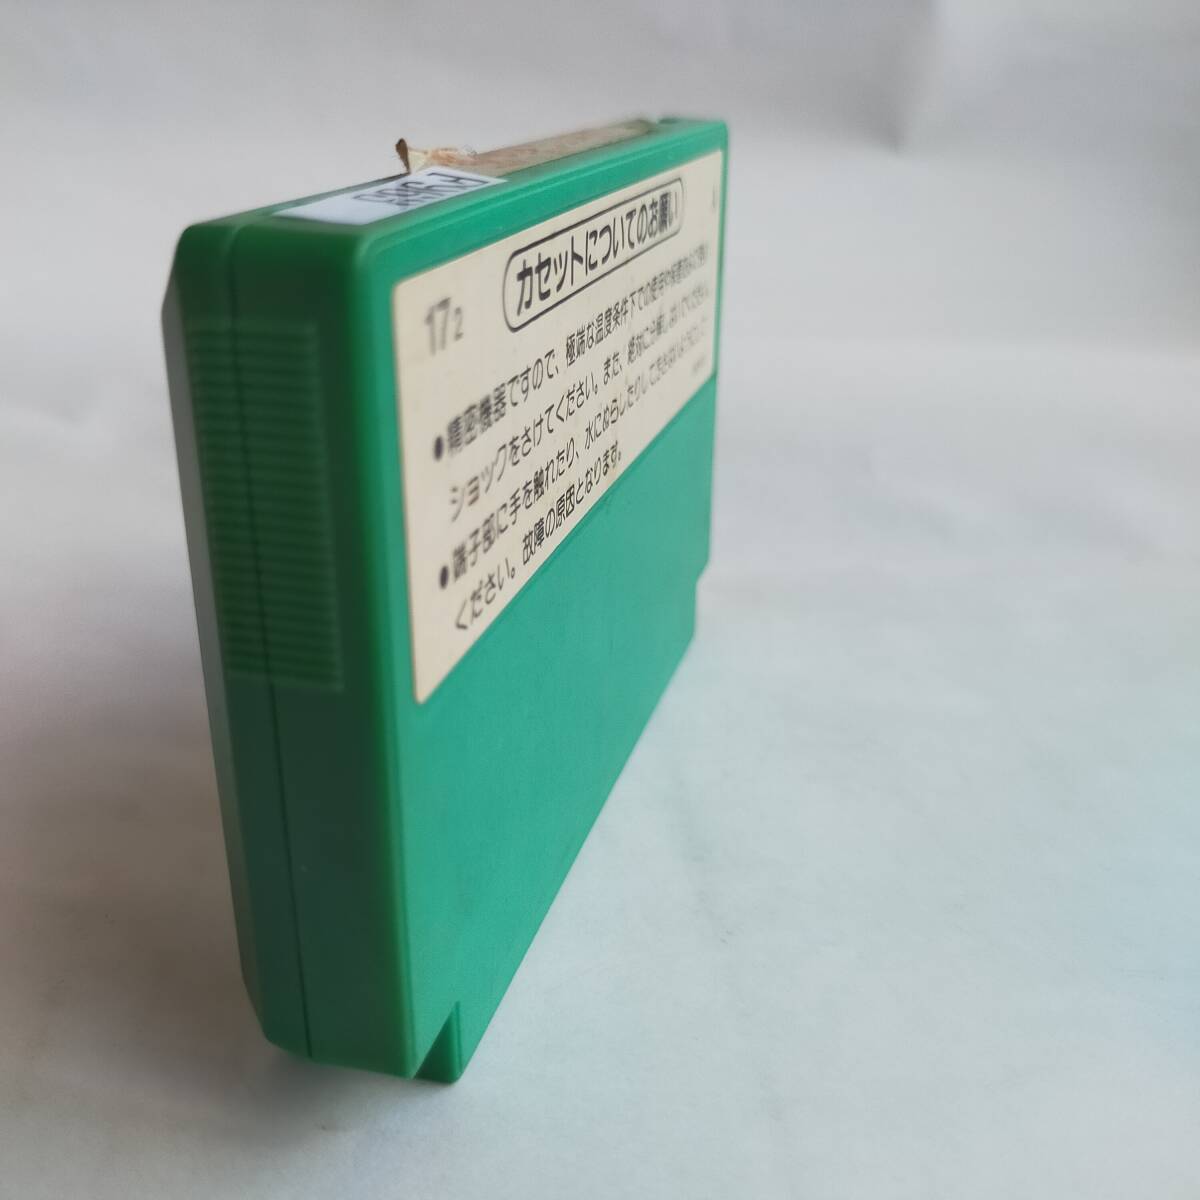 17₂
カセットについてのお願い
●精密機器ですので、極端な温度条件下での使用や保管および強い
ショックをさけてください。また、絶対に分解しないでください。
●端子部に手を触れたり、水にぬらしたりして汚さないようにして
ください。故障の原因となります。